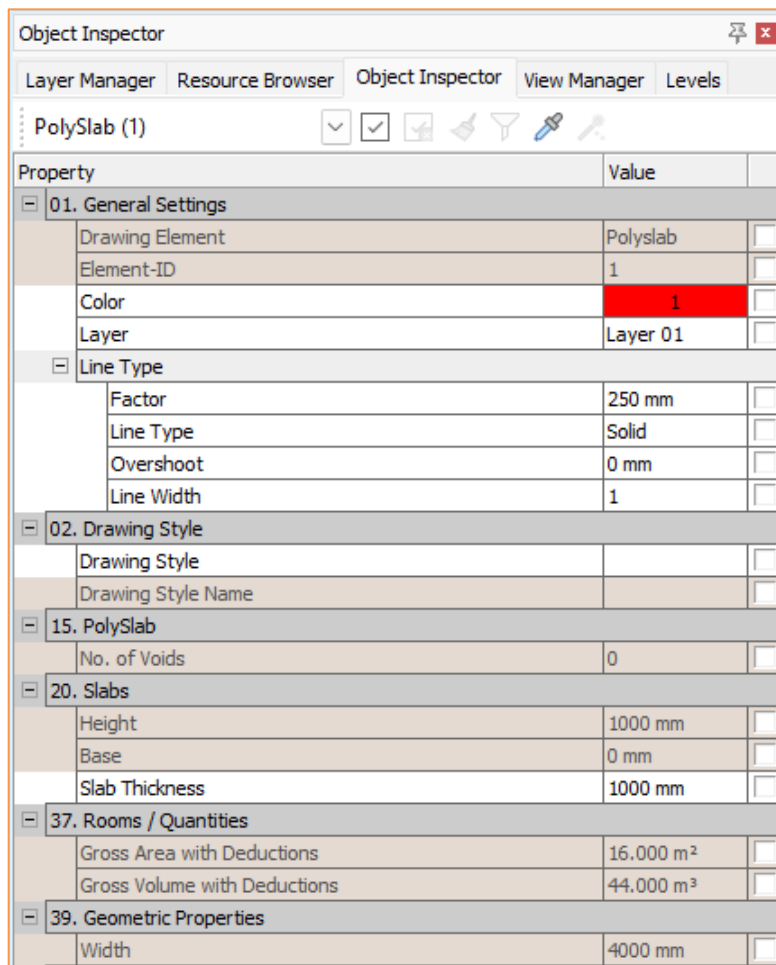 Object Inspector
Layer Manager Resource Browser Object Inspector View Manager Levels
PolySlab (1)
Property Value
01. General Settings
Drawing Element Polyslab
Element-ID 1
Color 1
Layer Layer 01
Line Type
Factor 250 mm
Line Type Solid
Overshoot 0 mm
Line Width 1
02. Drawing Style
Drawing Style
Drawing Style Name
15. PolySlab
No. of Voids 0
20. Slabs
Height 1000 mm
Base 0 mm
Slab Thickness 1000 mm
37. Rooms / Quantities
Gross Area with Deductions 16.000 m²
Gross Volume with Deductions 44.000 m³
39. Geometric Properties
Width 4000 mm